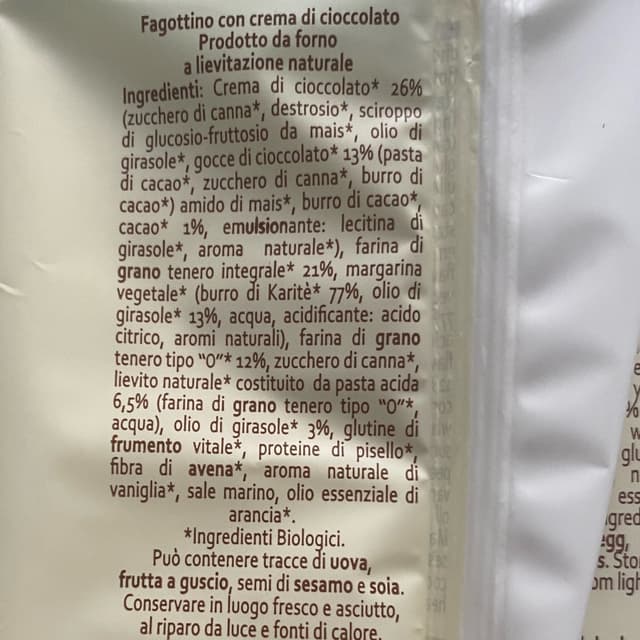 Fagottino con crema di cioccolato
Prodotto da forno
a lievitazione naturale
Ingredienti: Crema di cioccolato* 26%
(zucchero di canna*, destrosio*, sciroppo
di glucosio-fruttosio da mais*, olio di
girasole*, gocce di cioccolato* 13% (pasta
di cacao*, zucchero di canna*, burro di
cacao*) amido di mais*, burro di cacao*,
cacao* 1%, emulsionante: lecitina di
girasole*, aroma naturale*), farina di
grano tenero integrale* 21%, margarina
vegetale* (burro di Karitè* 77%, olio di
girasole* 13%, acqua, acidificante: acido
citrico, aromi naturali), farina di grano
tenero tipo "0"* 12%, zucchero di canna*,
lievito naturale* costituito da pasta acida
6,5% (farina di grano tenero tipo "0"*,
acqua), olio di girasole* 3%, glutine di
frumento vitale*, proteine di pisello*,
fibra di avena*, aroma naturale di
vaniglia*, sale marino, olio essenziale di
arancia*.
*Ingredienti Biologici.
Può contenere tracce di uova,
frutta a guscio, semi di sesamo e soia.
Conservare in luogo fresco e asciutto,
al riparo da luce e fonti di calore.
egg,